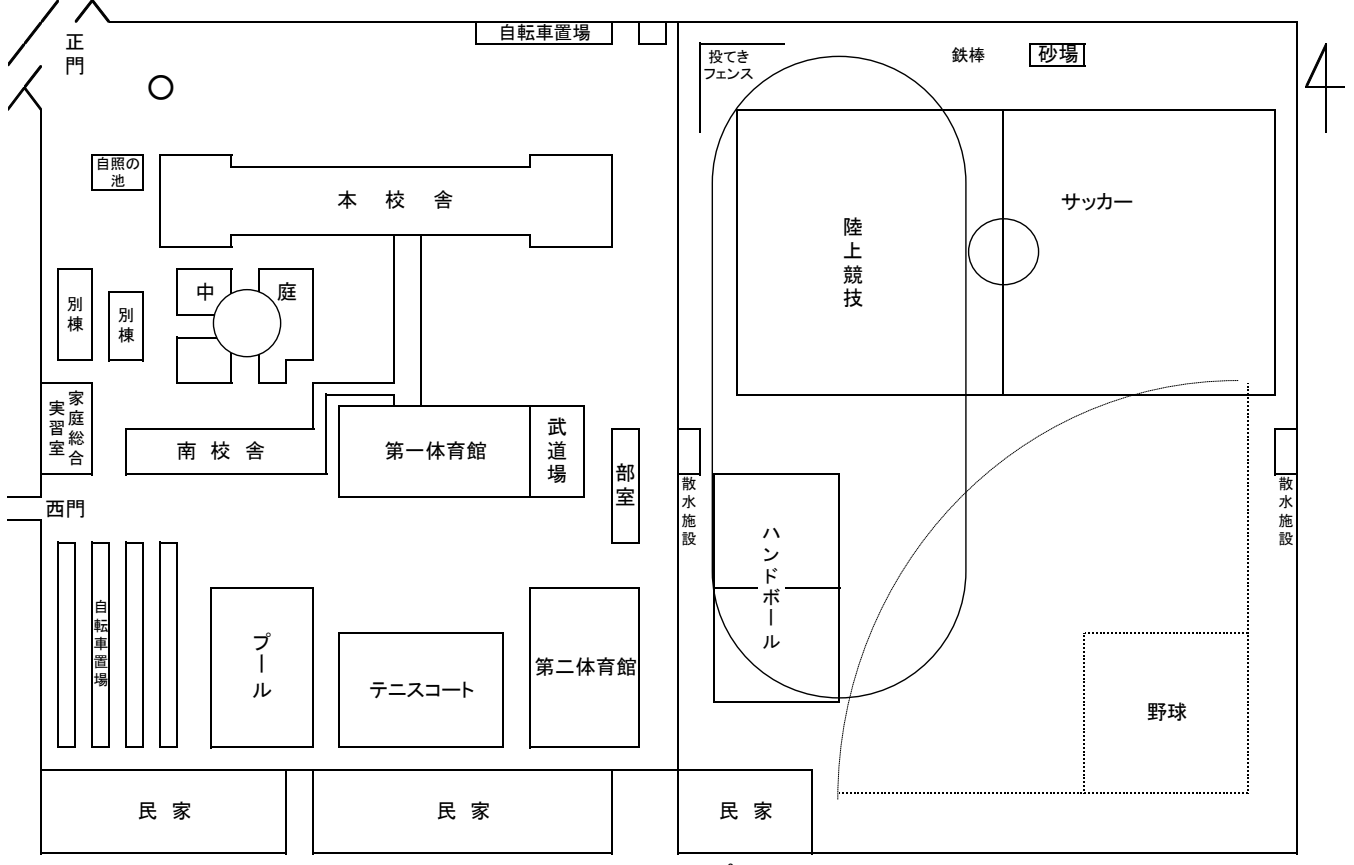 正門
自転車置場
投てき
フェンス
鉄棒
砂場
自照の
池
本校舎
サッカー
陸上競技
中庭
別棟
別棟
家庭総合
実習室
南校舎
第一体育館
武道場
部室
散水施設
散水施設
西門
ハンドボール
自転車置場
プール
テニスコート
第二体育館
野球
民家
民家
民家